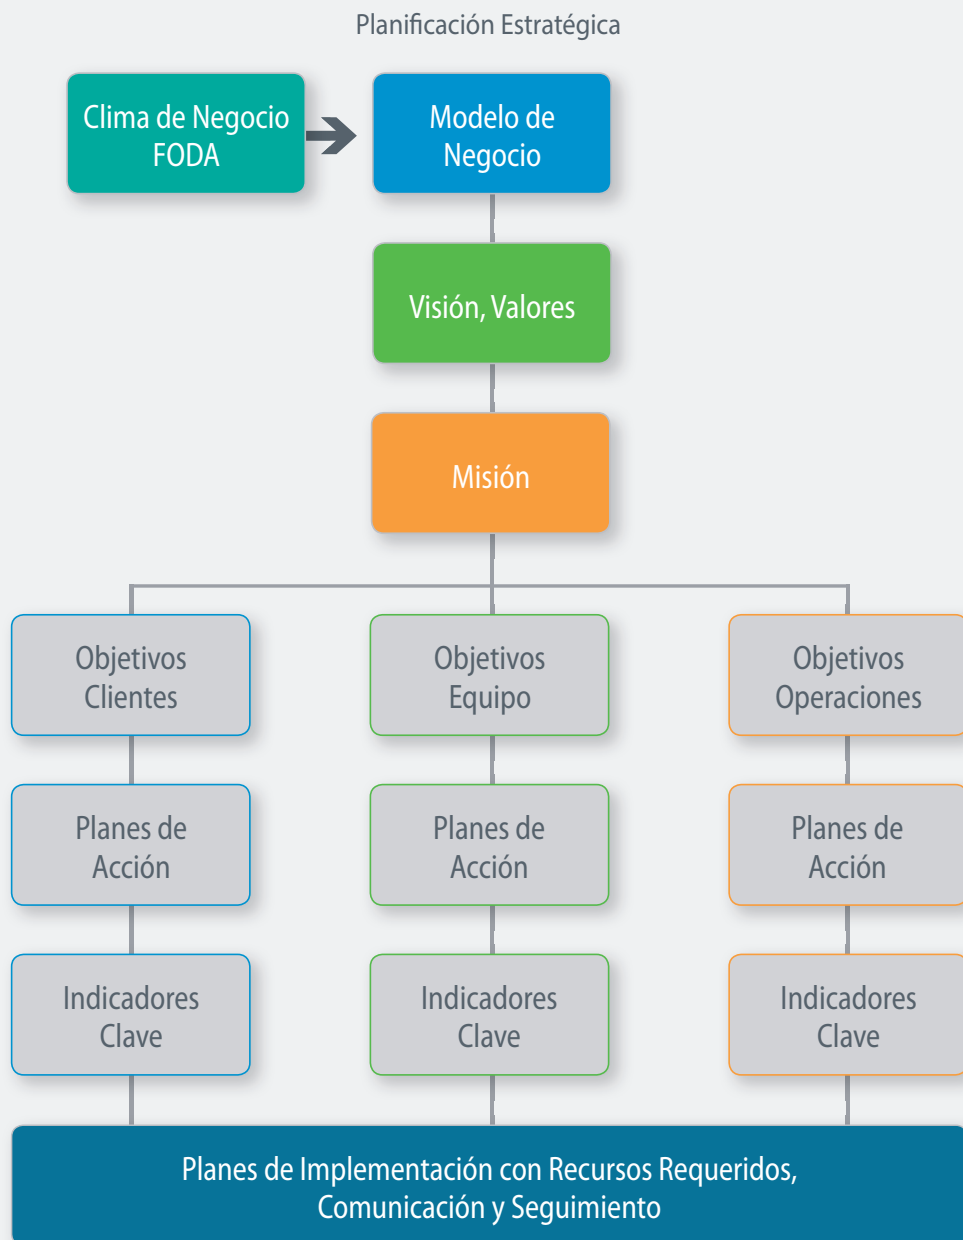 Planificación Estratégica
Clima de Negocio
FODA
Modelo de
Negocio
Visión, Valores
Misión
Objetivos
Clientes
Objetivos
Equipo
Objetivos
Operaciones
Planes de
Acción
Planes de
Acción
Planes de
Acción
Indicadores
Clave
Indicadores
Clave
Indicadores
Clave
Planes de Implementación con Recursos Requeridos,
Comunicación y Seguimiento